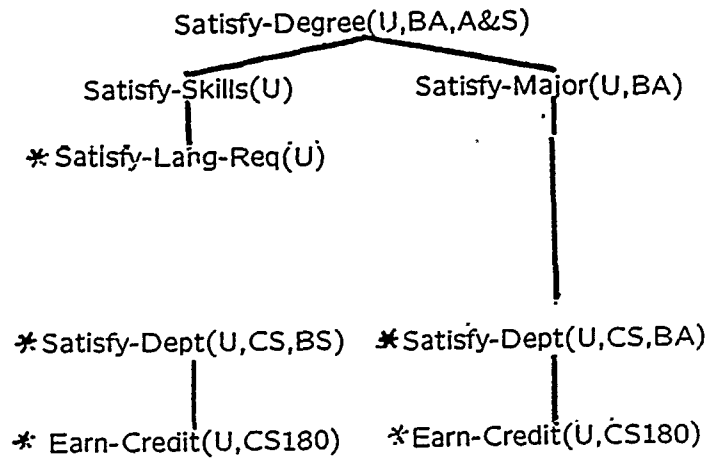 Satisfy-Degree(U,BA,A&S)
Satisfy-Skills(U) Satisfy-Major(U,BA)
* Satisfy-Lang-Req(U)
* Satisfy-Dept(U,CS,BS) * Satisfy-Dept(U,CS,BA)
* Earn-Credit(U,CS180) * Earn-Credit(U,CS180)